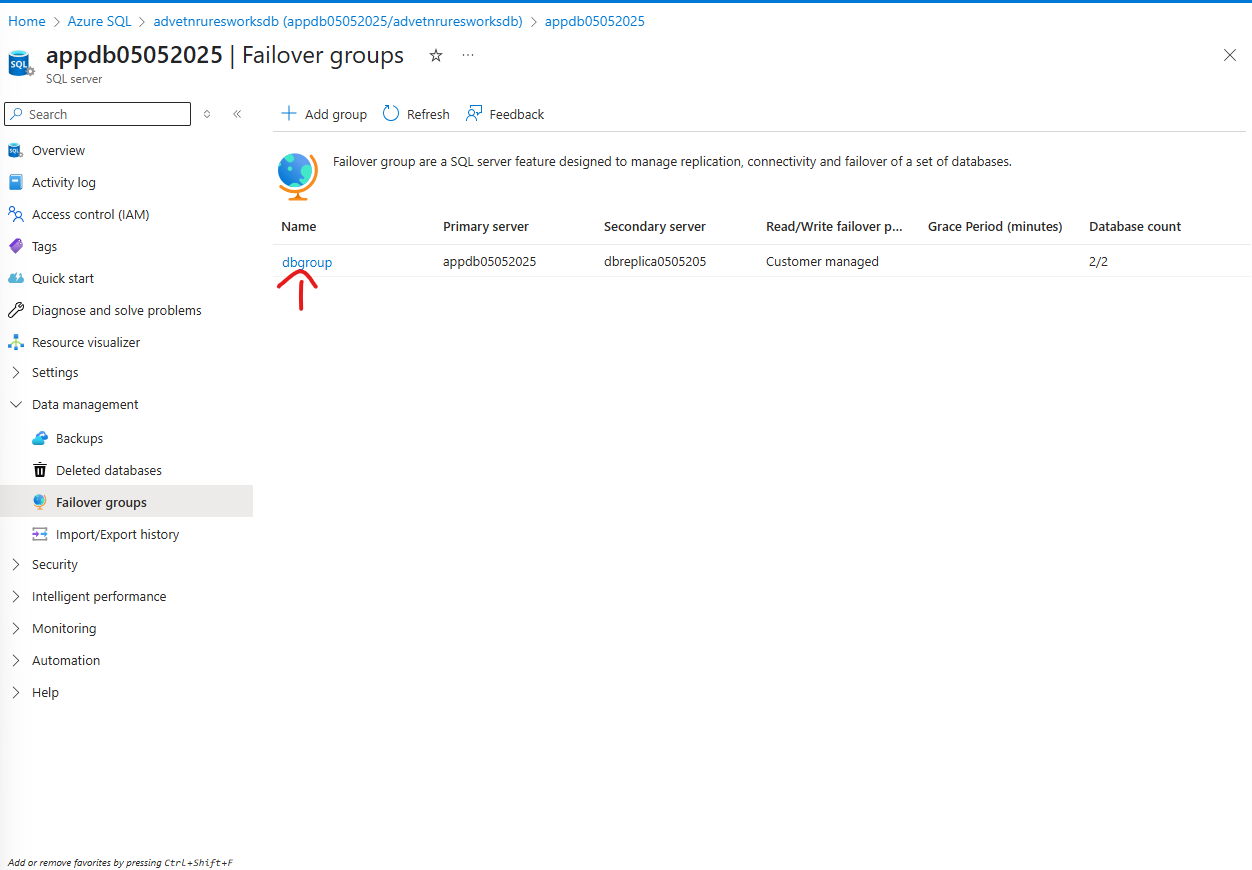 Home > Azure SQL > advetnruresworksdb (appdb05052025/advetnruresworksdb) > appdb05052025
appdb05052025 | Failover groups
SQL
SQL server
Search
Add group Refresh Feedback
Overview
Activity log
Access control (IAM)
Tags
Quick start
Diagnose and solve problems
Resource visualizer
Settings
Data management
Backups
Deleted databases
Failover groups
Import/Export history
Security
Intelligent performance
Monitoring
Automation
Help
Add or remove favorites by pressing Ctrl+Shift+F
Failover group are a SQL server feature designed to manage replication, connectivity and failover of a set of databases.
Name Primary server Secondary server Read/Write failover p... Grace Period (minutes) Database count
dbgroup appdb05052025 dbreplica0505205 Customer managed 2/2